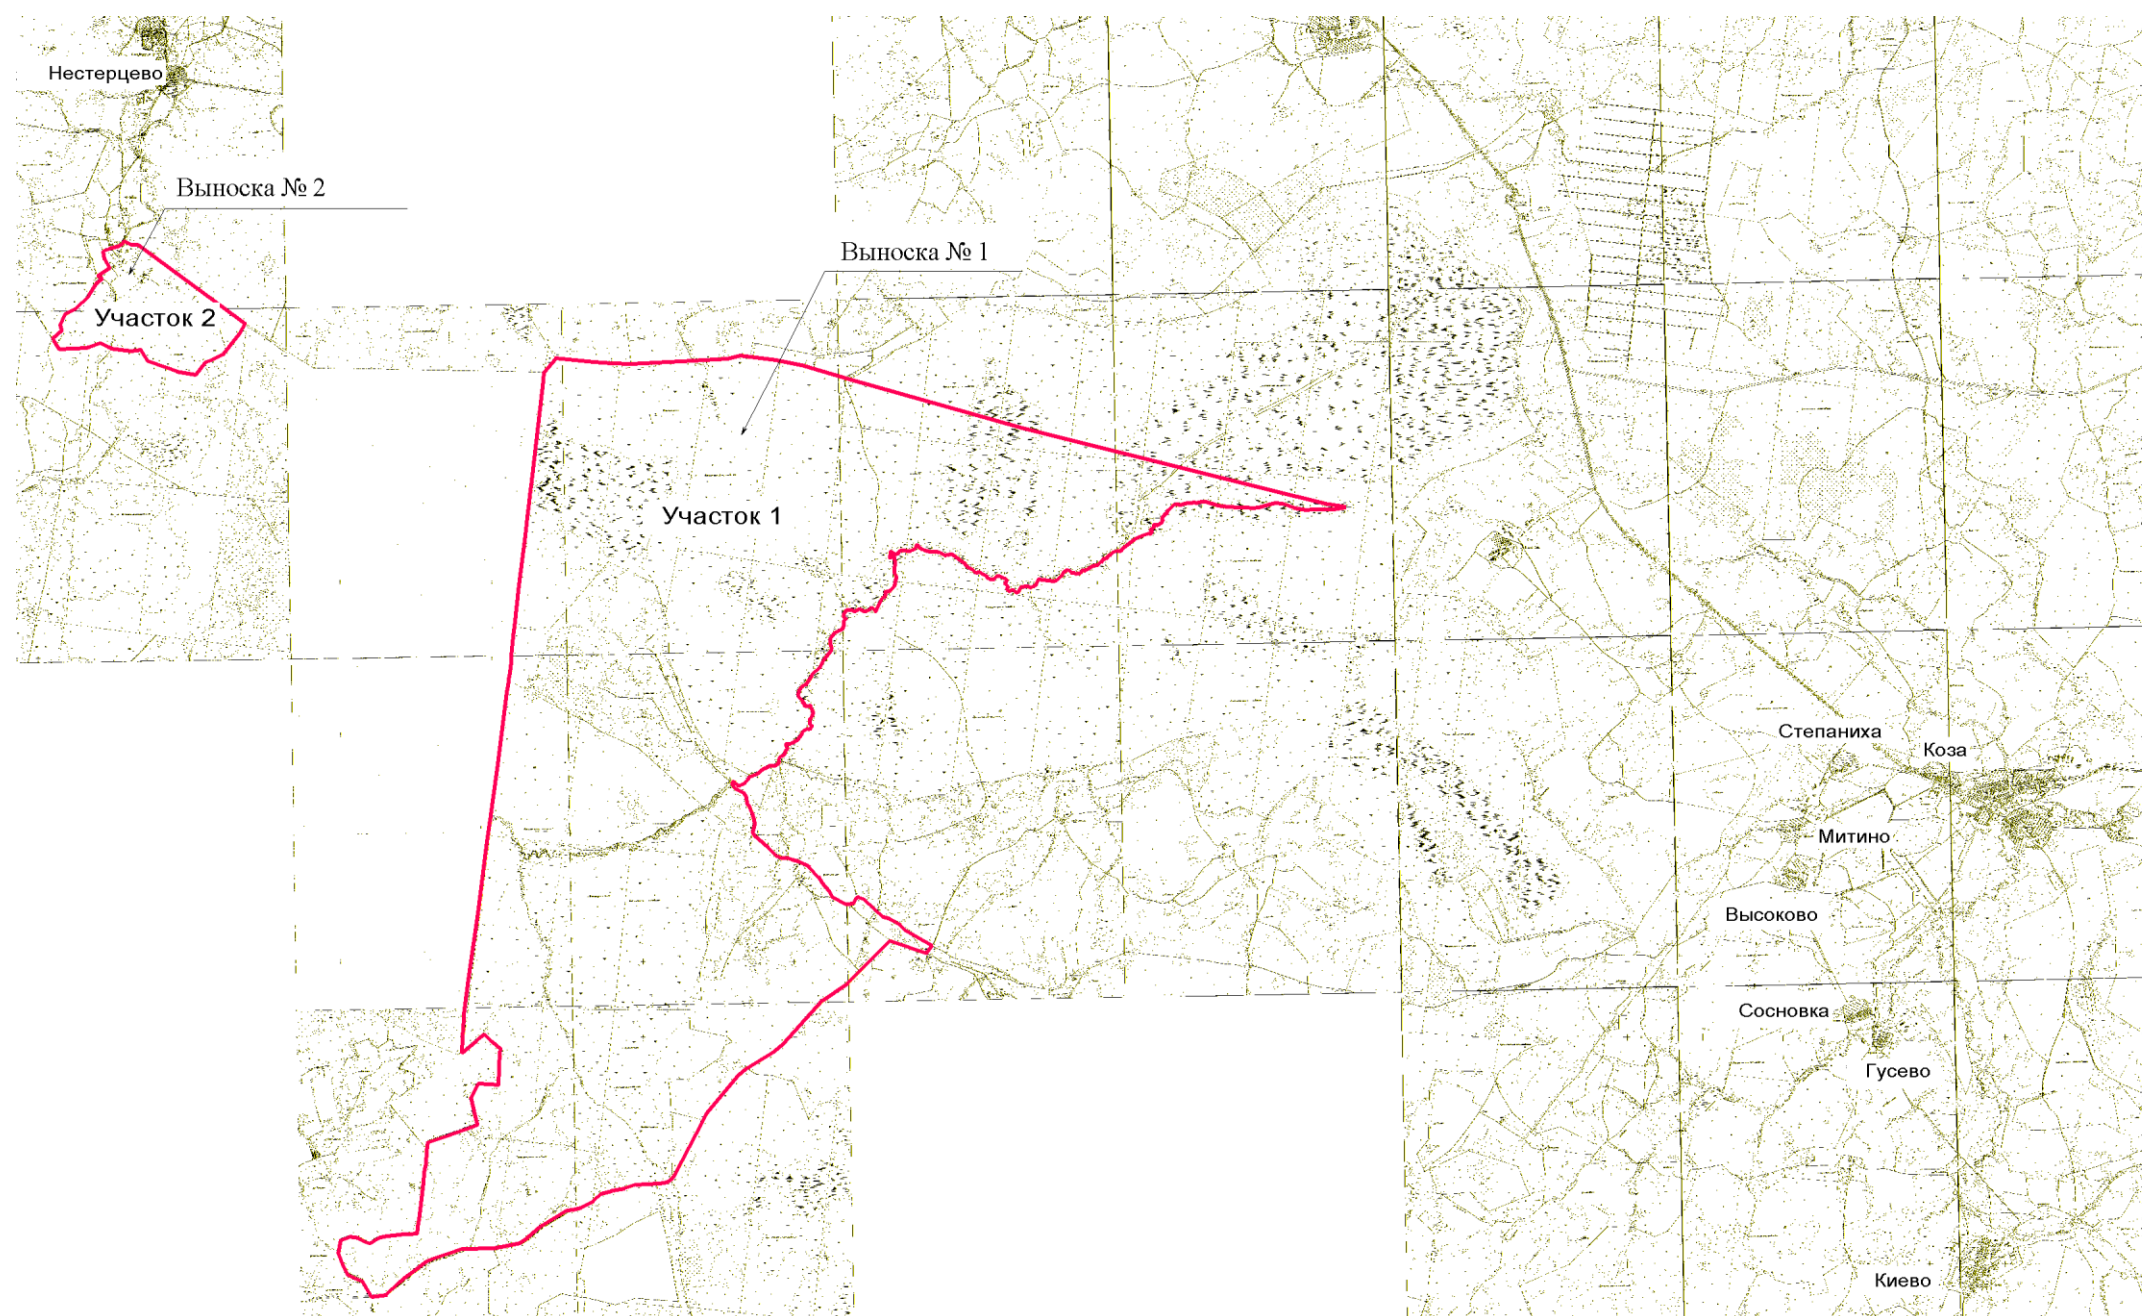 Нестерцево
Выноска № 2
Выноска № 1
Участок 2
Участок 1
Степаниха
Коза
Митино
Высоково
Сосновка
Гусево
Киево